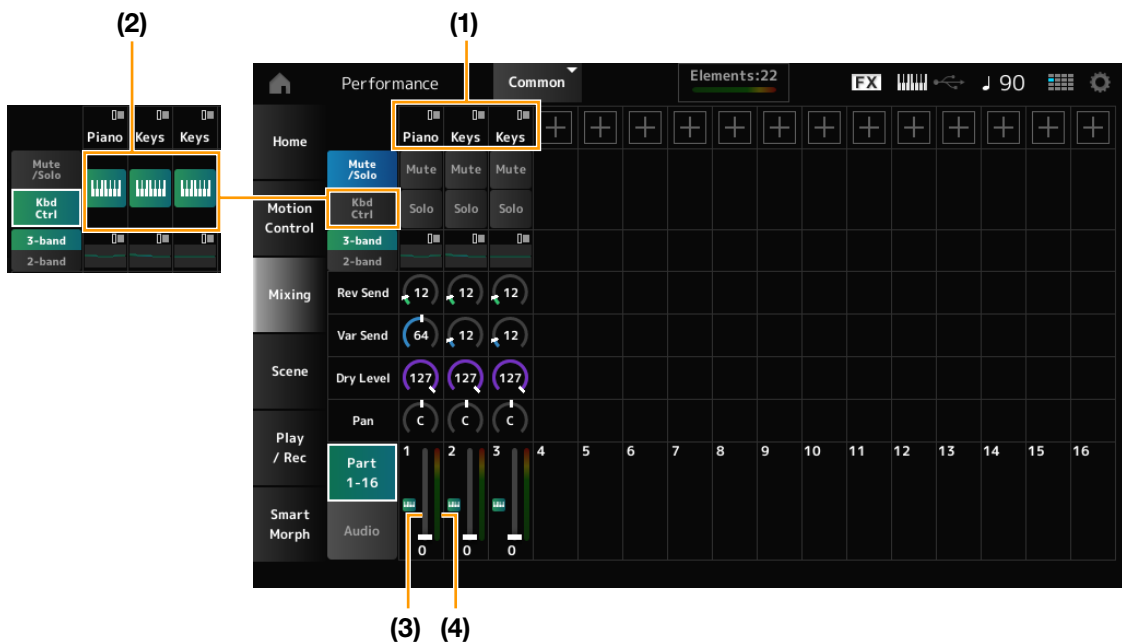 (2)
(1)
Performance Common Elements:22 FX 90
Piano Keys Keys
Mute
/Solo
Kbd
Ctrl
3-band
2-band
Home
Motion
Control
Mixing
Scene
Play
/ Rec
Smart
Morph
Piano Keys Keys
Mute
/Solo
Mute Mute Mute
Kbd
Ctrl
Solo Solo Solo
3-band
2-band
Rev Send 12 12 12
Var Send 64 12 12
Dry Level 127 127 127
Pan C C C
Part
1-16
1 2 3 4 5 6 7 8 9 10 11 12 13 14 15 16
Audio
0 0 0
(3) (4)